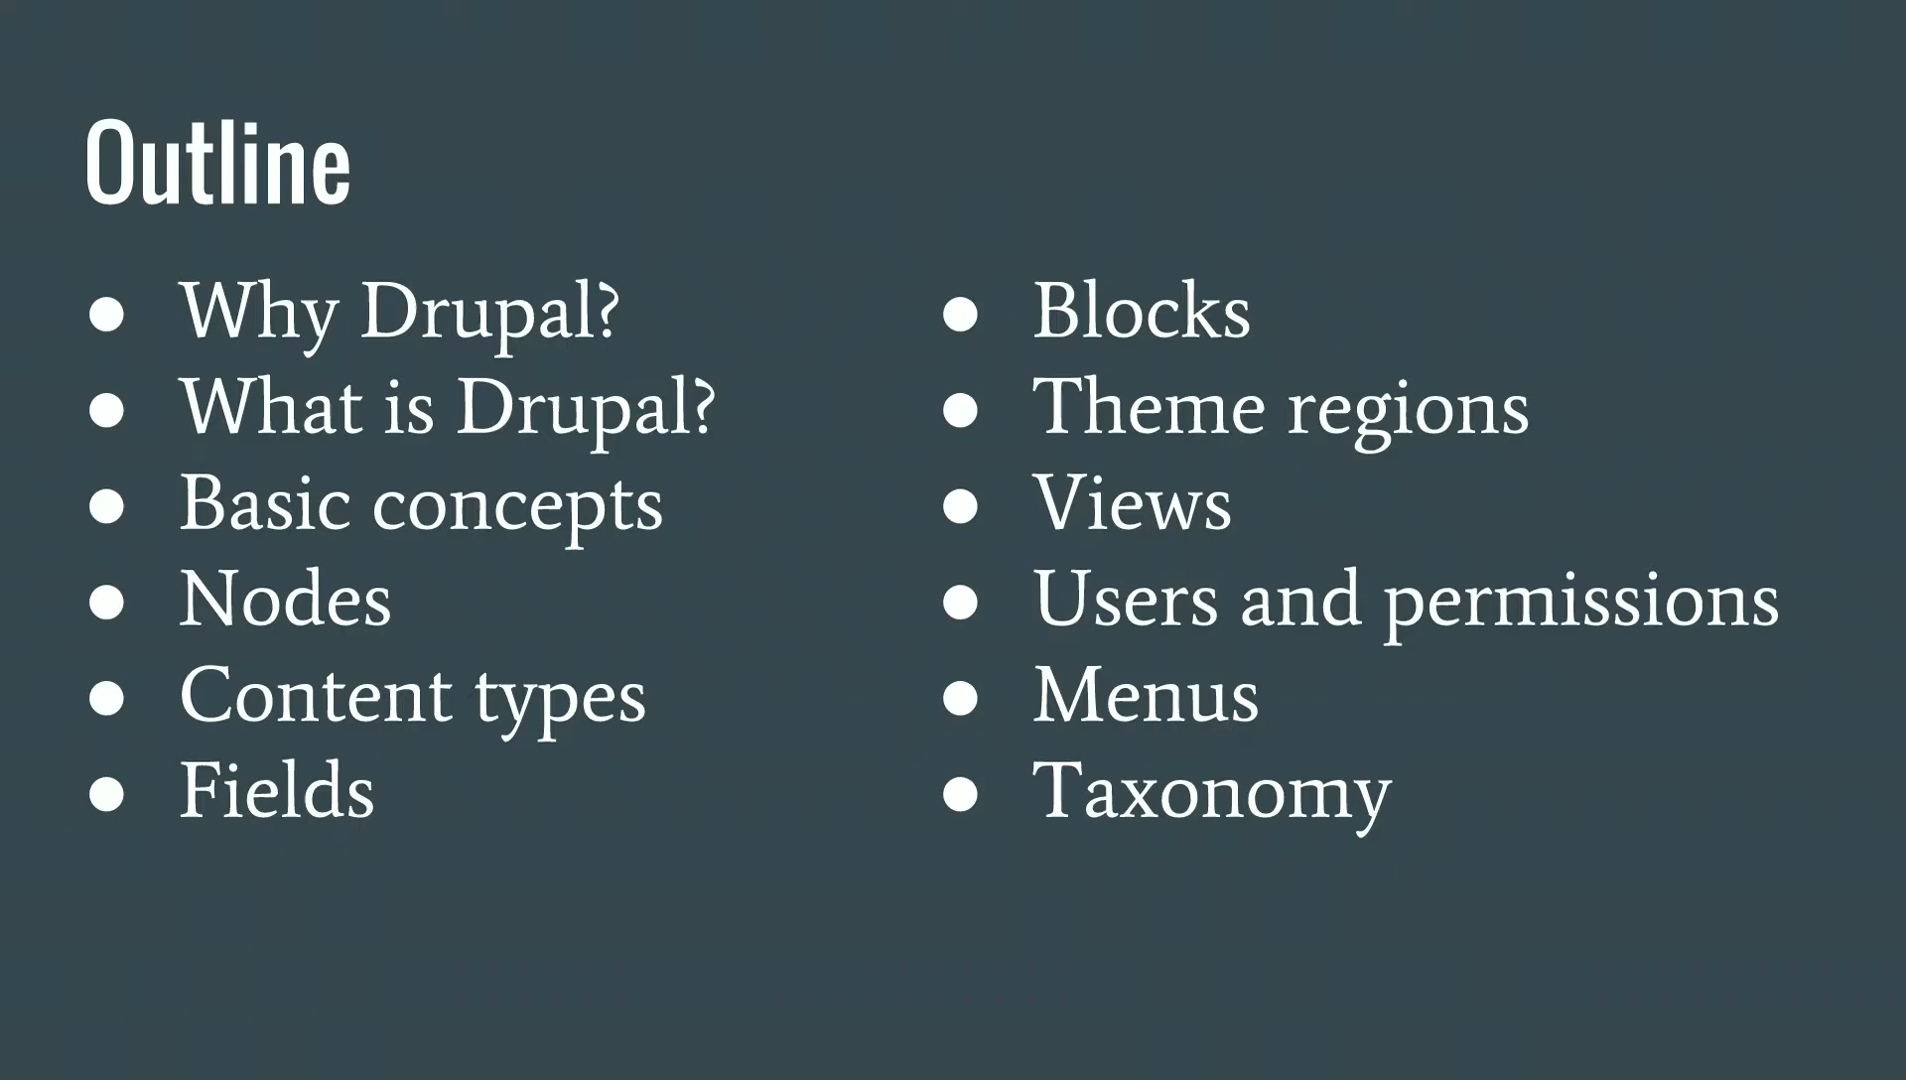 Outline
● Why Drupal?
● What is Drupal?
● Basic concepts
● Nodes
● Content types
● Fields
● Blocks
● Theme regions
● Views
● Users and permissions
● Menus
● Taxonomy